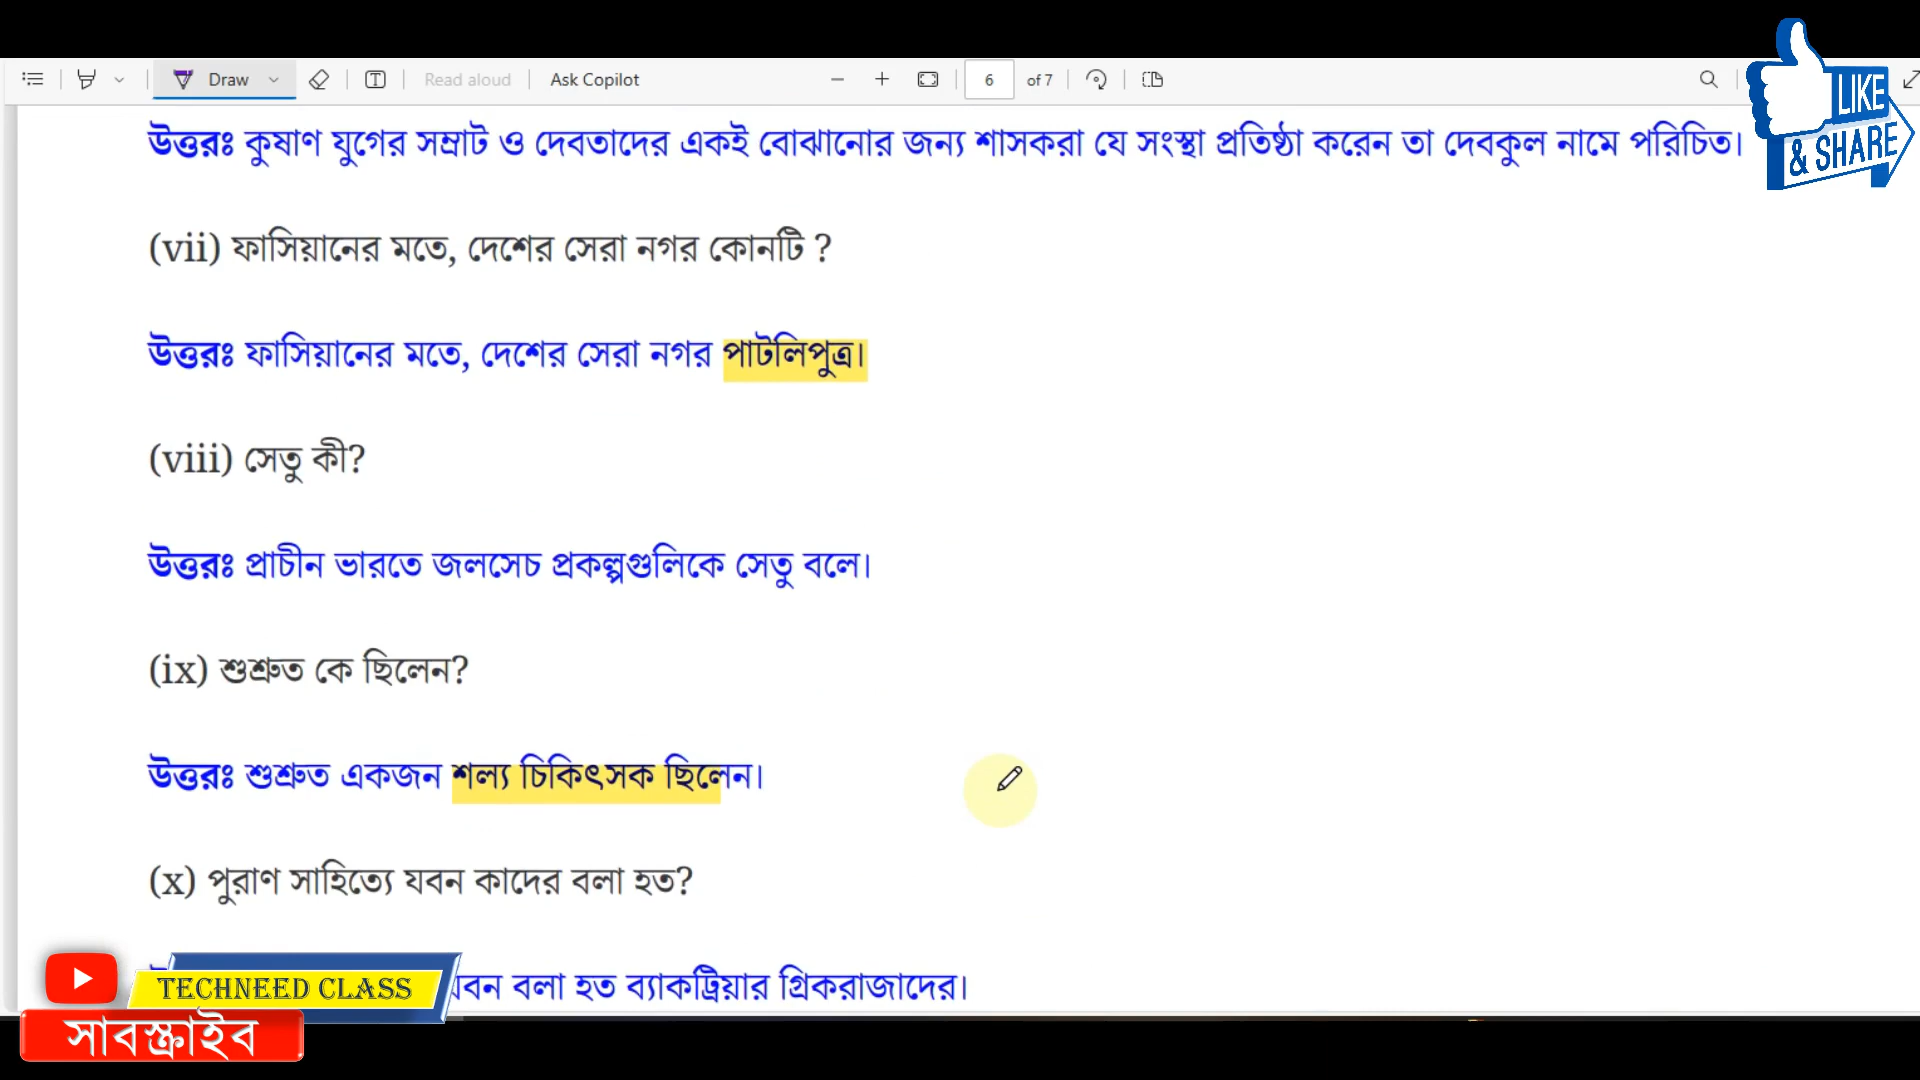 Draw
Read aloud
Ask Copilot
6 of 7
LIKE
& SHARE
উত্তরঃ কুষাণ যুগের সম্রাট ও দেবতাদের একই বোঝানোর জন্য শাসকরা যে সংস্থা প্রতিষ্ঠা করেন তা দেবকুল নামে পরিচিত।
(vii) ফাসিয়ানের মতে, দেশের সেরা নগর কোনটি ?
উত্তরঃ ফাসিয়ানের মতে, দেশের সেরা নগর পাটলিপুত্র।
(viii) সেতু কী?
উত্তরঃ প্রাচীন ভারতে জলসেচ প্রকল্পগুলিকে সেতু বলে।
(ix) শুশ্রুত কে ছিলেন?
উত্তরঃ শুশ্রুত একজন শল্য চিকিৎসক ছিলেন।
(x) পুরাণ সাহিত্যে যবন কাদের বলা হত?
বলা হত ব্যাকট্রিয়ার গ্রিকরাজাদের।
TECHNEED CLASS
সাবস্ক্রাইব